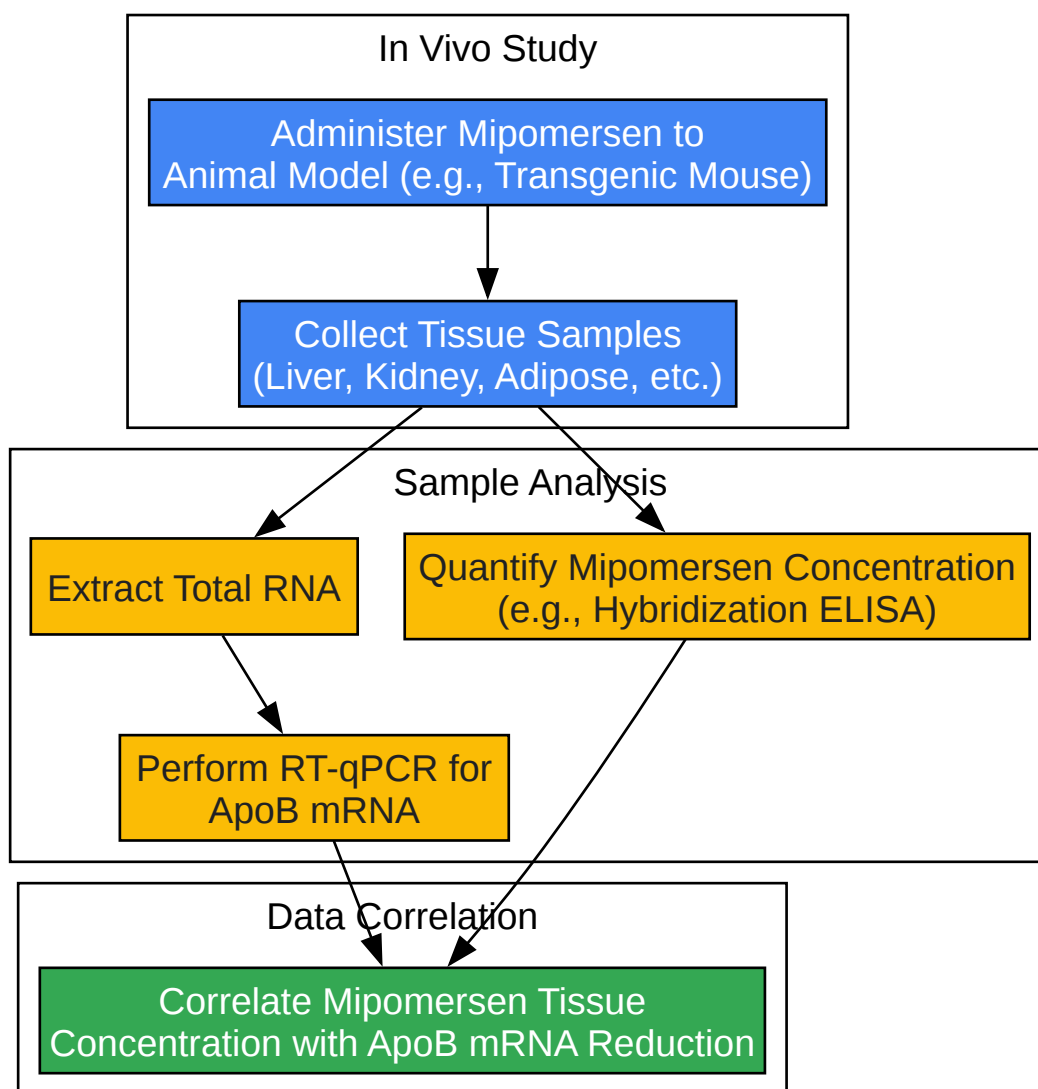 In Vivo Study
Administer Mipomersen to
Animal Model (e.g., Transgenic Mouse)
Collect Tissue Samples
(Liver, Kidney, Adipose, etc.)
Sample Analysis
Extract Total RNA
Quantify Mipomersen Concentration
(e.g., Hybridization ELISA)
Perform RT-qPCR for
ApoB mRNA
Data Correlation
Correlate Mipomersen Tissue
Concentration with ApoB mRNA Reduction